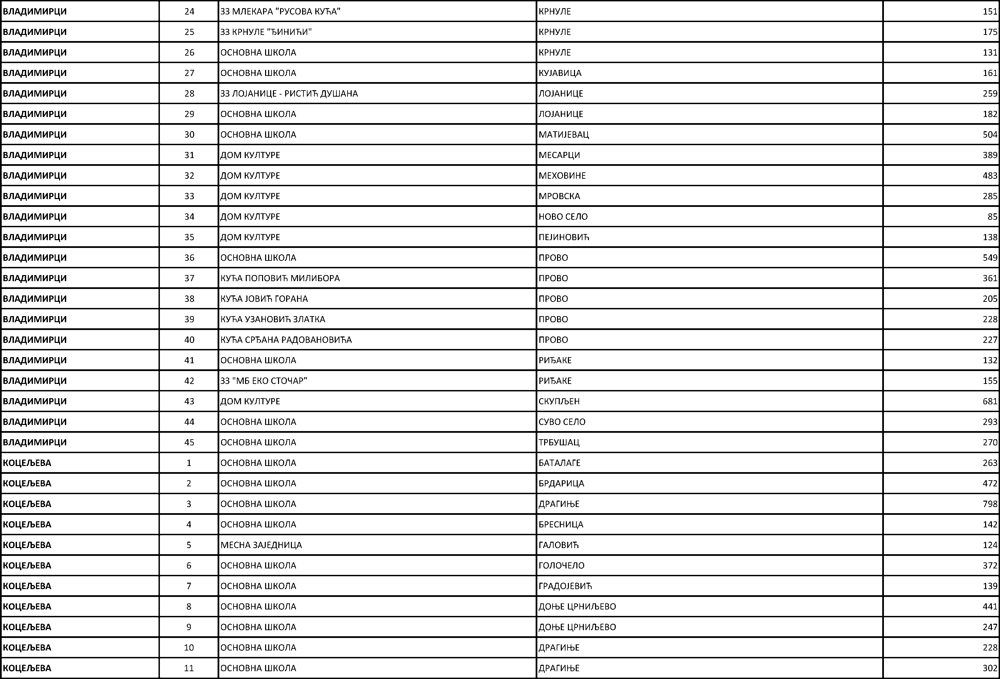 ВЛАДИМИРЦИ 24 ЗЗ МЛЕКАРА "РУСОВА КУЋА" КРНУЛЕ 151
ВЛАДИМИРЦИ 25 ЗЗ КРНУЛЕ "ЂИНИЋИ" КРНУЛЕ 175
ВЛАДИМИРЦИ 26 ОСНОВНА ШКОЛА КРНУЛЕ 131
ВЛАДИМИРЦИ 27 ОСНОВНА ШКОЛА КУЈАВИЦА 161
ВЛАДИМИРЦИ 28 ЗЗ ЛОЈАНИЦЕ - РИСТИЋ ДУШАНА ЛОЈАНИЦЕ 259
ВЛАДИМИРЦИ 29 ОСНОВНА ШКОЛА ЛОЈАНИЦЕ 182
ВЛАДИМИРЦИ 30 ОСНОВНА ШКОЛА МАТИЈЕВАЦ 504
ВЛАДИМИРЦИ 31 ДОМ КУЛТУРЕ МЕСАРЦИ 389
ВЛАДИМИРЦИ 32 ДОМ КУЛТУРЕ МЕХОВИНЕ 483
ВЛАДИМИРЦИ 33 ДОМ КУЛТУРЕ МРОВСКА 285
ВЛАДИМИРЦИ 34 ДОМ КУЛТУРЕ НОВО СЕЛО 85
ВЛАДИМИРЦИ 35 ДОМ КУЛТУРЕ ПЕЈИНОВИЋ 138
ВЛАДИМИРЦИ 36 ОСНОВНА ШКОЛА ПРОВО 549
ВЛАДИМИРЦИ 37 КУЋА ПОПОВИЋ МИЛИБОРА ПРОВО 361
ВЛАДИМИРЦИ 38 КУЋА ЈОВИЋ ГОРАНА ПРОВО 205
ВЛАДИМИРЦИ 39 КУЋА УЗАНОВИЋ ЗЛАТКА ПРОВО 228
ВЛАДИМИРЦИ 40 КУЋА СРЂАНА РАДОВАНОВИЋА ПРОВО 227
ВЛАДИМИРЦИ 41 ОСНОВНА ШКОЛА РИЂАКЕ 132
ВЛАДИМИРЦИ 42 ЗЗ "МБ ЕКО СТОЧАР" РИЂАКЕ 155
ВЛАДИМИРЦИ 43 ДОМ КУЛТУРЕ СКУПЉЕН 681
ВЛАДИМИРЦИ 44 ОСНОВНА ШКОЛА СУВО СЕЛО 293
ВЛАДИМИРЦИ 45 ОСНОВНА ШКОЛА ТРБУШАЦ 270
КОЦЕЉЕВА 1 ОСНОВНА ШКОЛА БАТАЛАГЕ 263
КОЦЕЉЕВА 2 ОСНОВНА ШКОЛА БРДАРИЦА 472
КОЦЕЉЕВА 3 ОСНОВНА ШКОЛА ДРАГИЊЕ 798
КОЦЕЉЕВА 4 ОСНОВНА ШКОЛА БРЕСНИЦА 142
КОЦЕЉЕВА 5 МЕСНА ЗАЈЕДНИЦА ГАЛОВИЋ 124
КОЦЕЉЕВА 6 ОСНОВНА ШКОЛА ГОЛОЧЕЛО 372
КОЦЕЉЕВА 7 ОСНОВНА ШКОЛА ГРАДОЈЕВИЋ 139
КОЦЕЉЕВА 8 ОСНОВНА ШКОЛА ДОЊЕ ЦРНИЉЕВО 441
КОЦЕЉЕВА 9 ОСНОВНА ШКОЛА ДОЊЕ ЦРНИЉЕВО 247
КОЦЕЉЕВА 10 ОСНОВНА ШКОЛА ДРАГИЊЕ 228
КОЦЕЉЕВА 11 ОСНОВНА ШКОЛА ДРАГИЊЕ 302